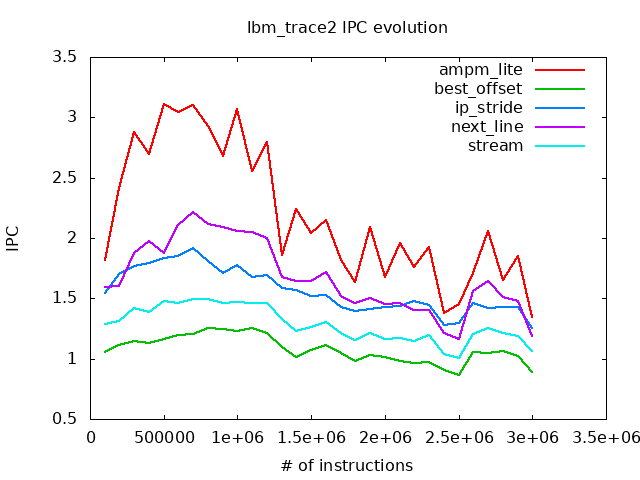 lbm_trace2 IPC evolution
3.5
3
2.5
2
1.5
1
0.5
IPC
ampm_lite
best_offset
ip_stride
next_line
stream
0 500000 1e+06 1.5e+06 2e+06 2.5e+06 3e+06 3.5e+06
# of instructions